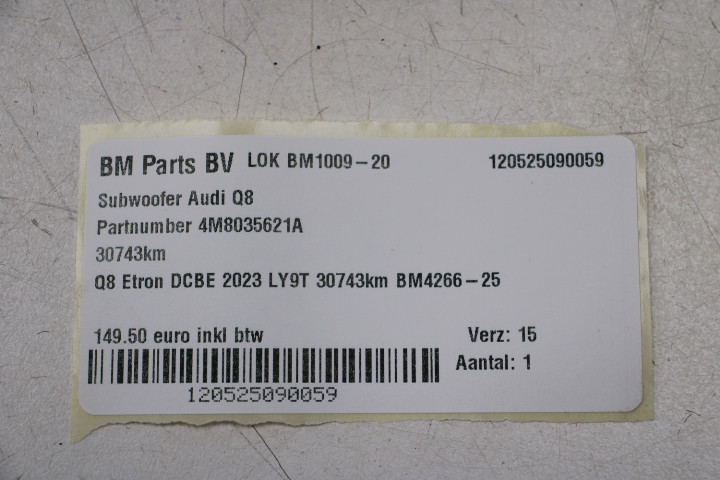 BM Parts BV LOK BM1009-20 120525090059
Subwoofer Audi Q8
Partnumber 4M8035621A
30743km
Q8 Etron DCBE 2023 LY9T 30743km BM4266-25
149.50 euro inkl btw Verz: 15
Aantal: 1
120525090059